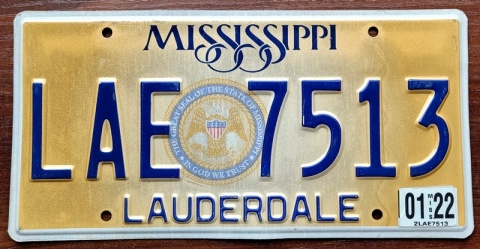 MISSISSIPPI
LAE 7513
THE GREAT SEAL OF THE STATE OF MISSISSIPPI
IN GOD WE TRUST
LAUDERDALE
01 MISS 22
2LAE7513